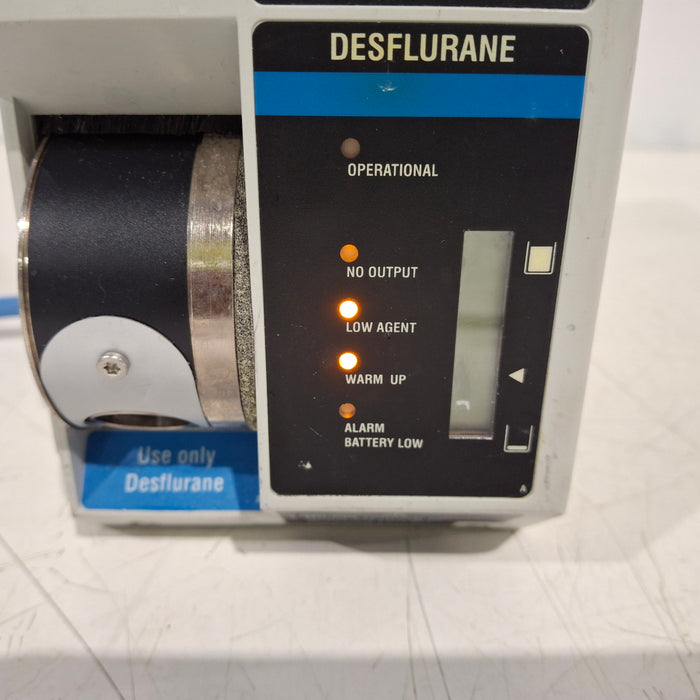 DESFLURANE
OPERATIONAL
NO OUTPUT
LOW AGENT
WARM UP
ALARM
BATTERY LOW
Use only
Desflurane
A